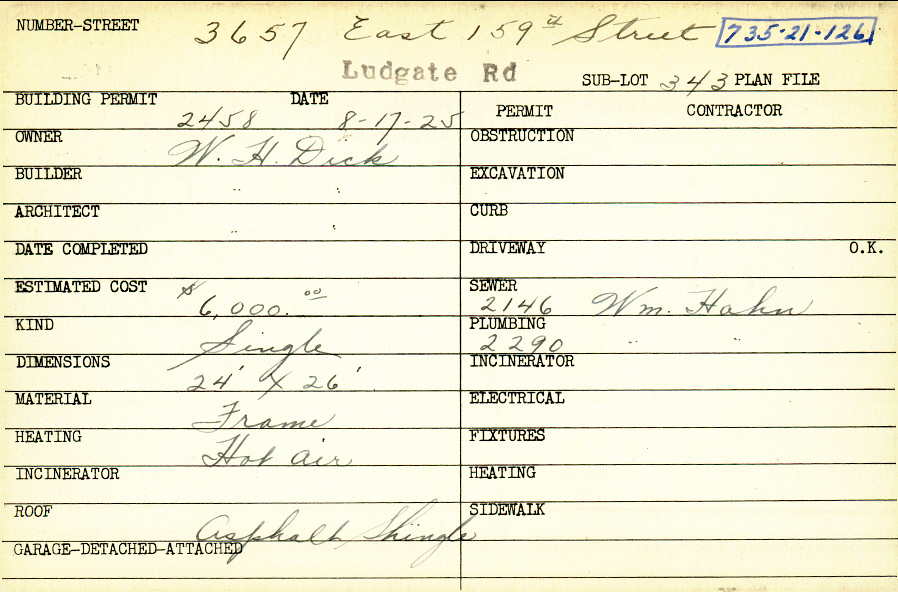 NUMBER-STREET 3657 East 159th Street 735-21-126
Ludgate Rd
SUB-LOT 343 PLAN FILE
BUILDING PERMIT 2458 DATE 8-17-25
PERMIT CONTRACTOR
OWNER W. H. Dick
OBSTRUCTION
BUILDER " "
EXCAVATION
ARCHITECT " "
CURB
DATE COMPLETED
DRIVEWAY O.K.
ESTIMATED COST $6,000.00
SEWER 2146 Wm. Hahn
KIND Single
PLUMBING 2290 " "
DIMENSIONS 24' X 26'
INCINERATOR
MATERIAL Frame
ELECTRICAL
HEATING Hot air
FIXTURES
INCINERATOR
HEATING
ROOF Asphalt Shingle
SIDEWALK
GARAGE-DETACHED-ATTACHED